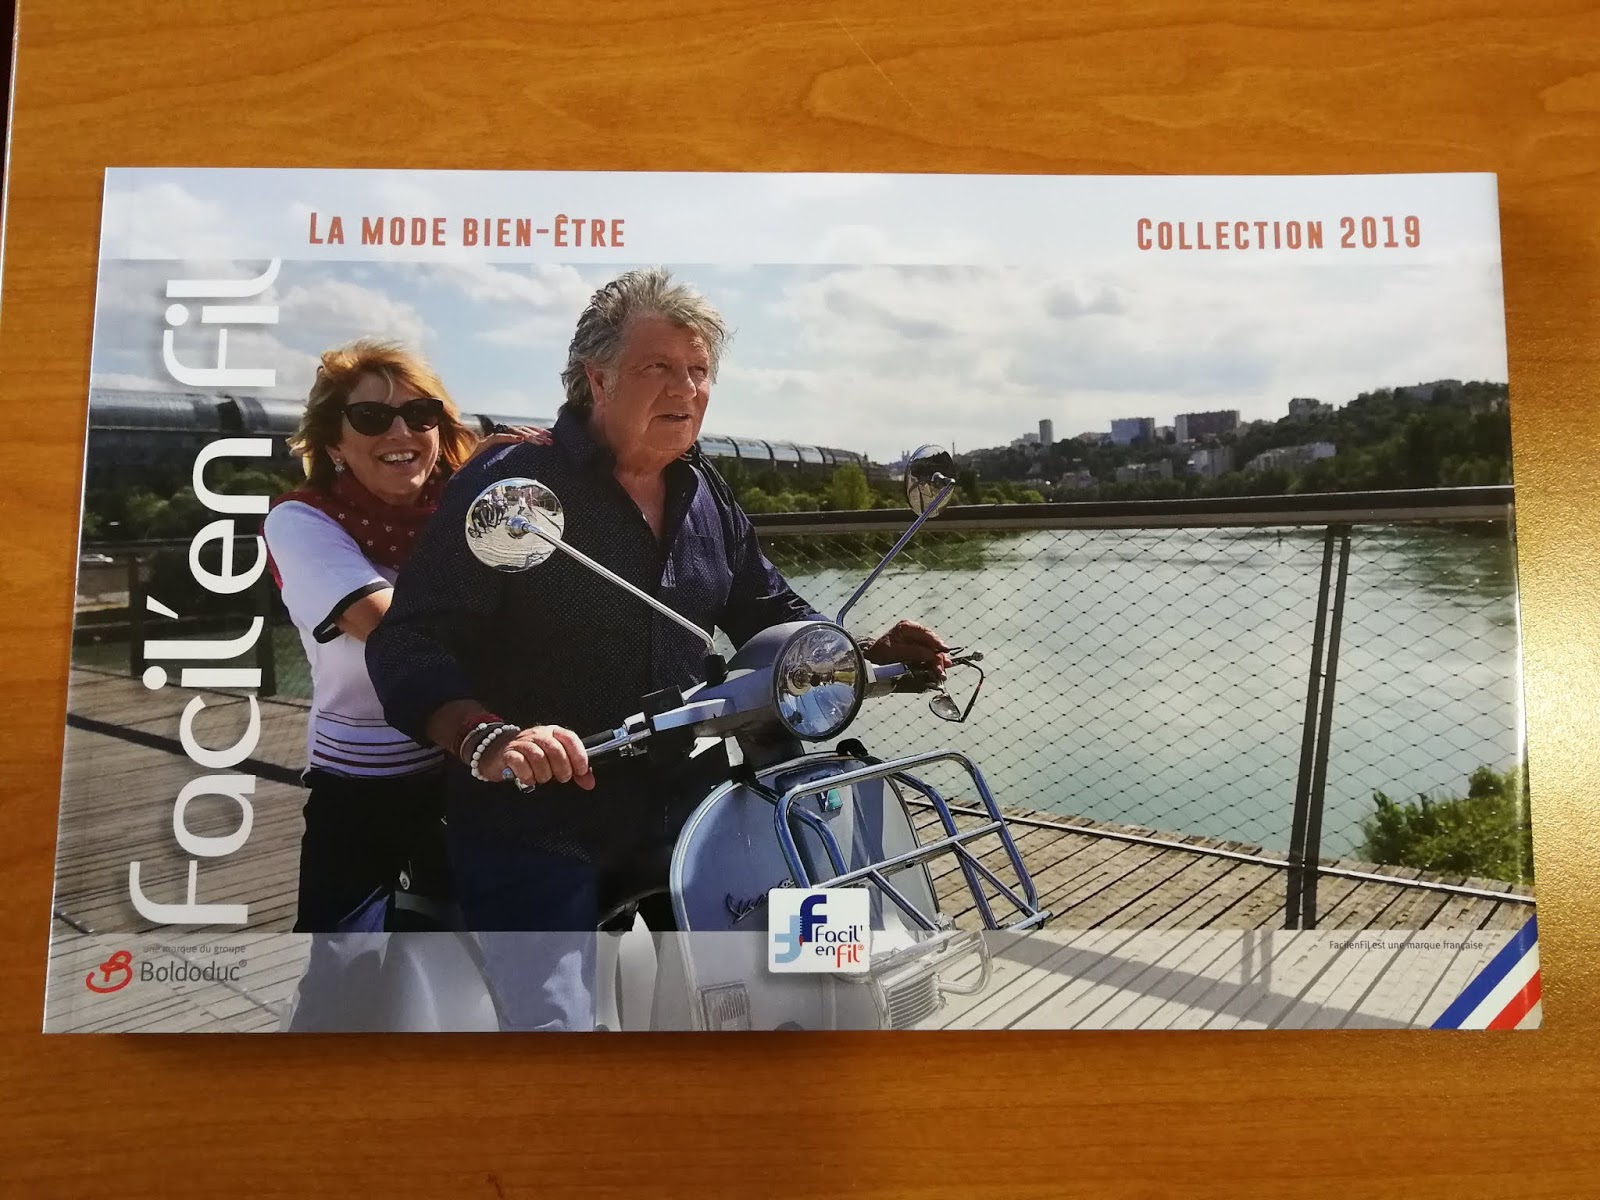 La mode bien-être
Collection 2019
Facil'en fil
une marque du groupe
Boldoduc®
Facil'
en fil®
FacilenFil est une marque française